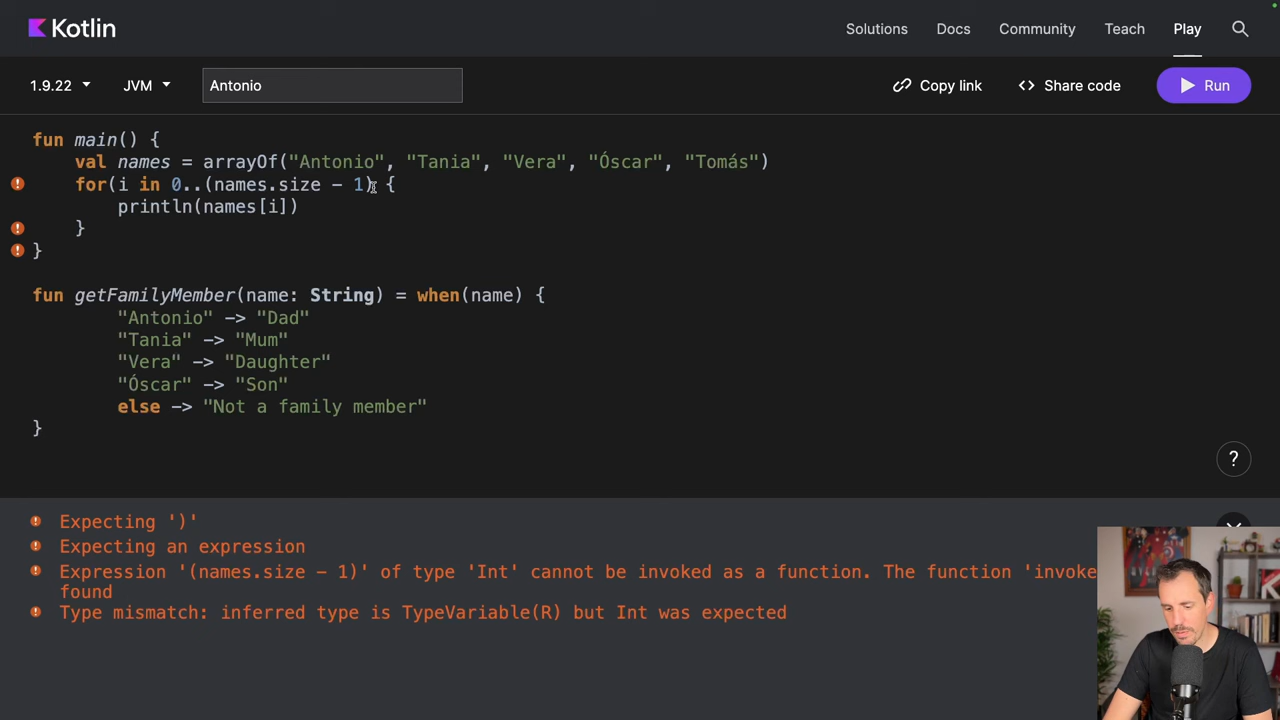 Kotlin
Solutions Docs Community Teach Play
1.9.22 JVM Antonio Copy link <> Share code Run
fun main() {
    val names = arrayOf("Antonio", "Tania", "Vera", "Óscar", "Tomás")
    for(i in 0..(names.size - 1) {
        println(names[i])
    }
}
fun getFamilyMember(name: String) = when(name) {
        "Antonio" -> "Dad"
        "Tania" -> "Mum"
        "Vera" -> "Daughter"
        "Óscar" -> "Son"
        else -> "Not a family member"
}
?
Expecting ')'
Expecting an expression
Expression '(names.size - 1)' of type 'Int' cannot be invoked as a function. The function 'invoke
found
Type mismatch: inferred type is TypeVariable(R) but Int was expected